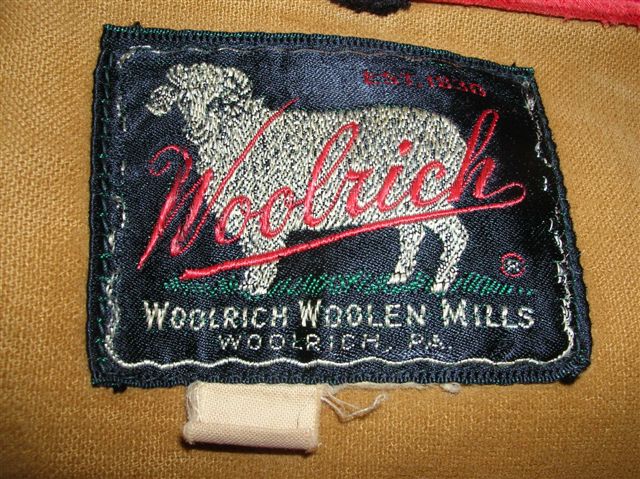 EST. 1830
Woolrich
®
WOOLRICH WOOLEN MILLS
WOOLRICH, PA.